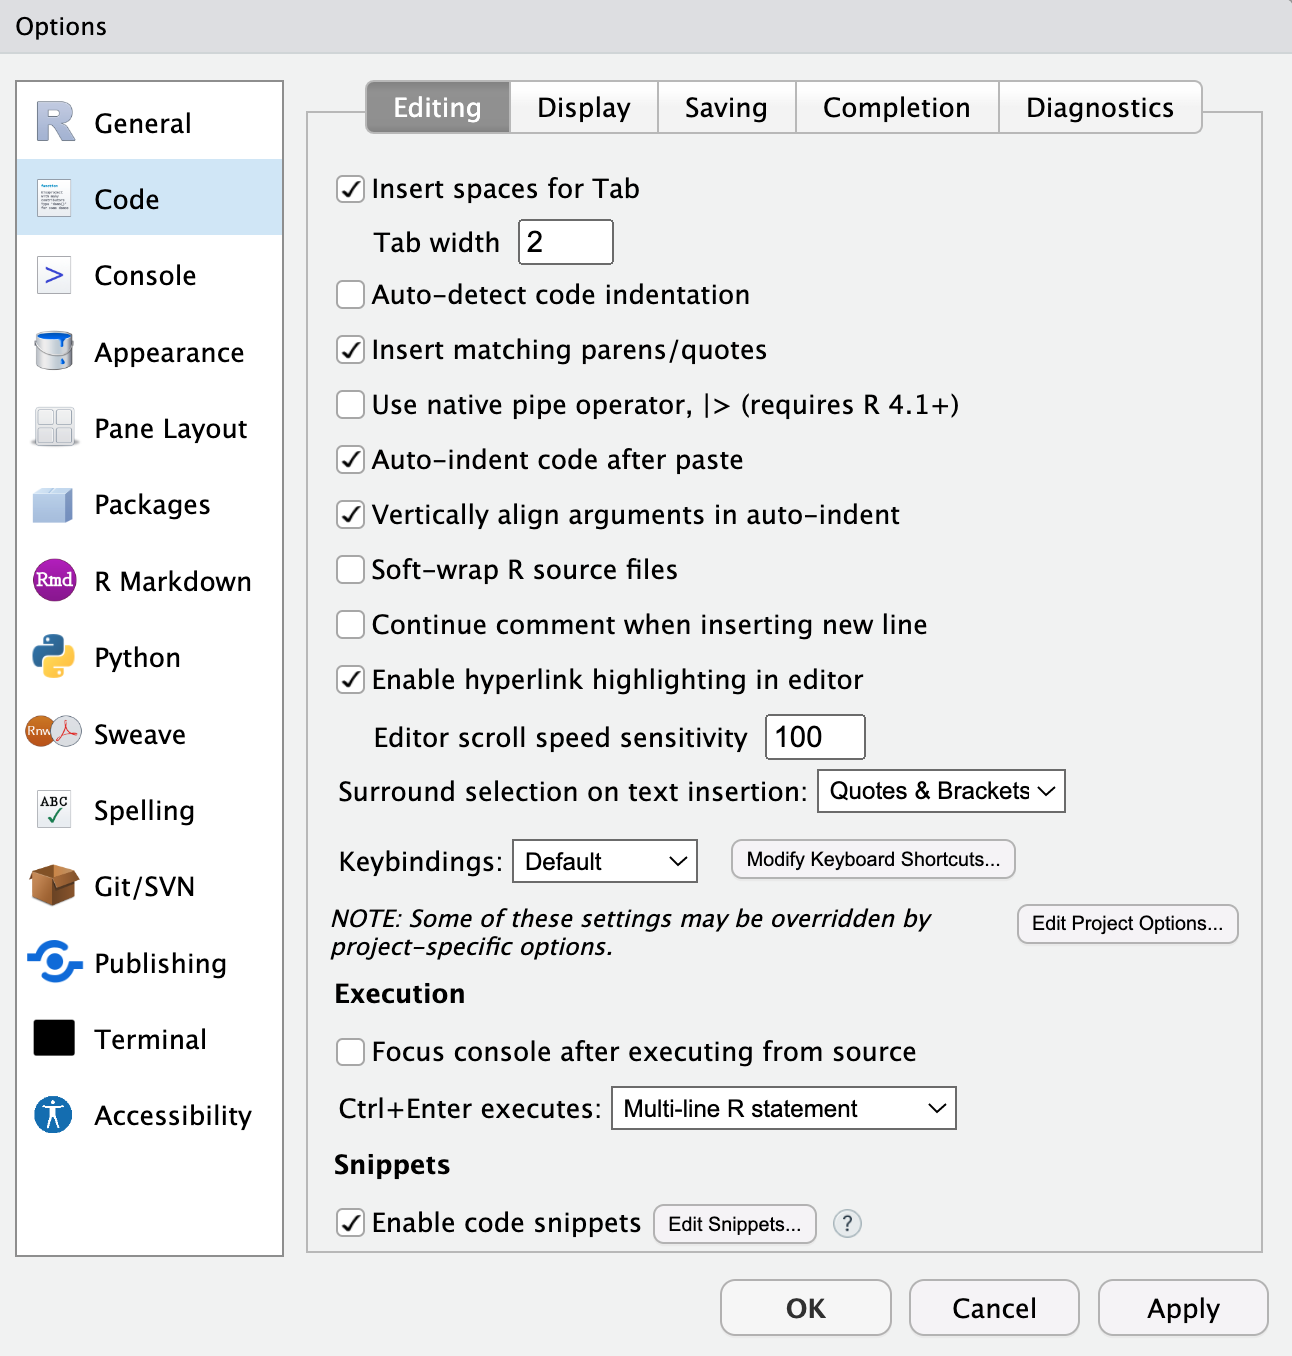 Options
General
Code
Console
Appearance
Pane Layout
Packages
Rmd
R Markdown
Python
Rnw
Sweave
ABC
Spelling
Git/SVN
Publishing
Terminal
Accessibility
Editing Display Saving Completion Diagnostics
Insert spaces for Tab
Tab width 2
Auto-detect code indentation
Insert matching parens/quotes
Use native pipe operator, |> (requires R 4.1+)
Auto-indent code after paste
Vertically align arguments in auto-indent
Soft-wrap R source files
Continue comment when inserting new line
Enable hyperlink highlighting in editor
Editor scroll speed sensitivity 100
Surround selection on text insertion: Quotes & Brackets
Keybindings: Default Modify Keyboard Shortcuts...
NOTE: Some of these settings may be overridden by
project-specific options.
Edit Project Options...
Execution
Focus console after executing from source
Ctrl+Enter executes: Multi-line R statement
Snippets
Enable code snippets Edit Snippets... ?
OK Cancel Apply